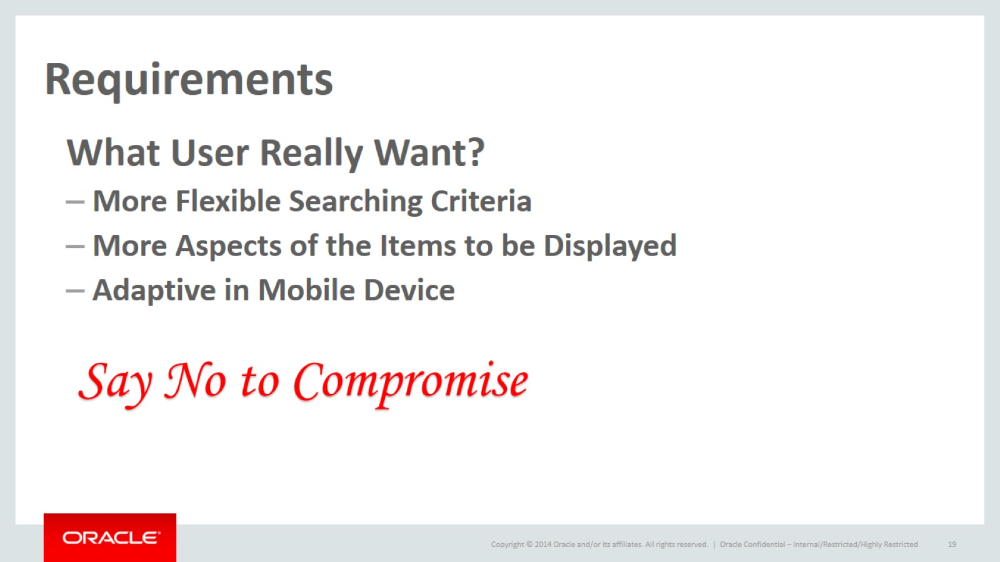 Requirements
What User Really Want?
– More Flexible Searching Criteria
– More Aspects of the Items to be Displayed
– Adaptive in Mobile Device
Say No to Compromise
ORACLE®
Copyright © 2014 Oracle and/or its affiliates. All rights reserved. | Oracle Confidential – Internal/Restricted/Highly Restricted 19